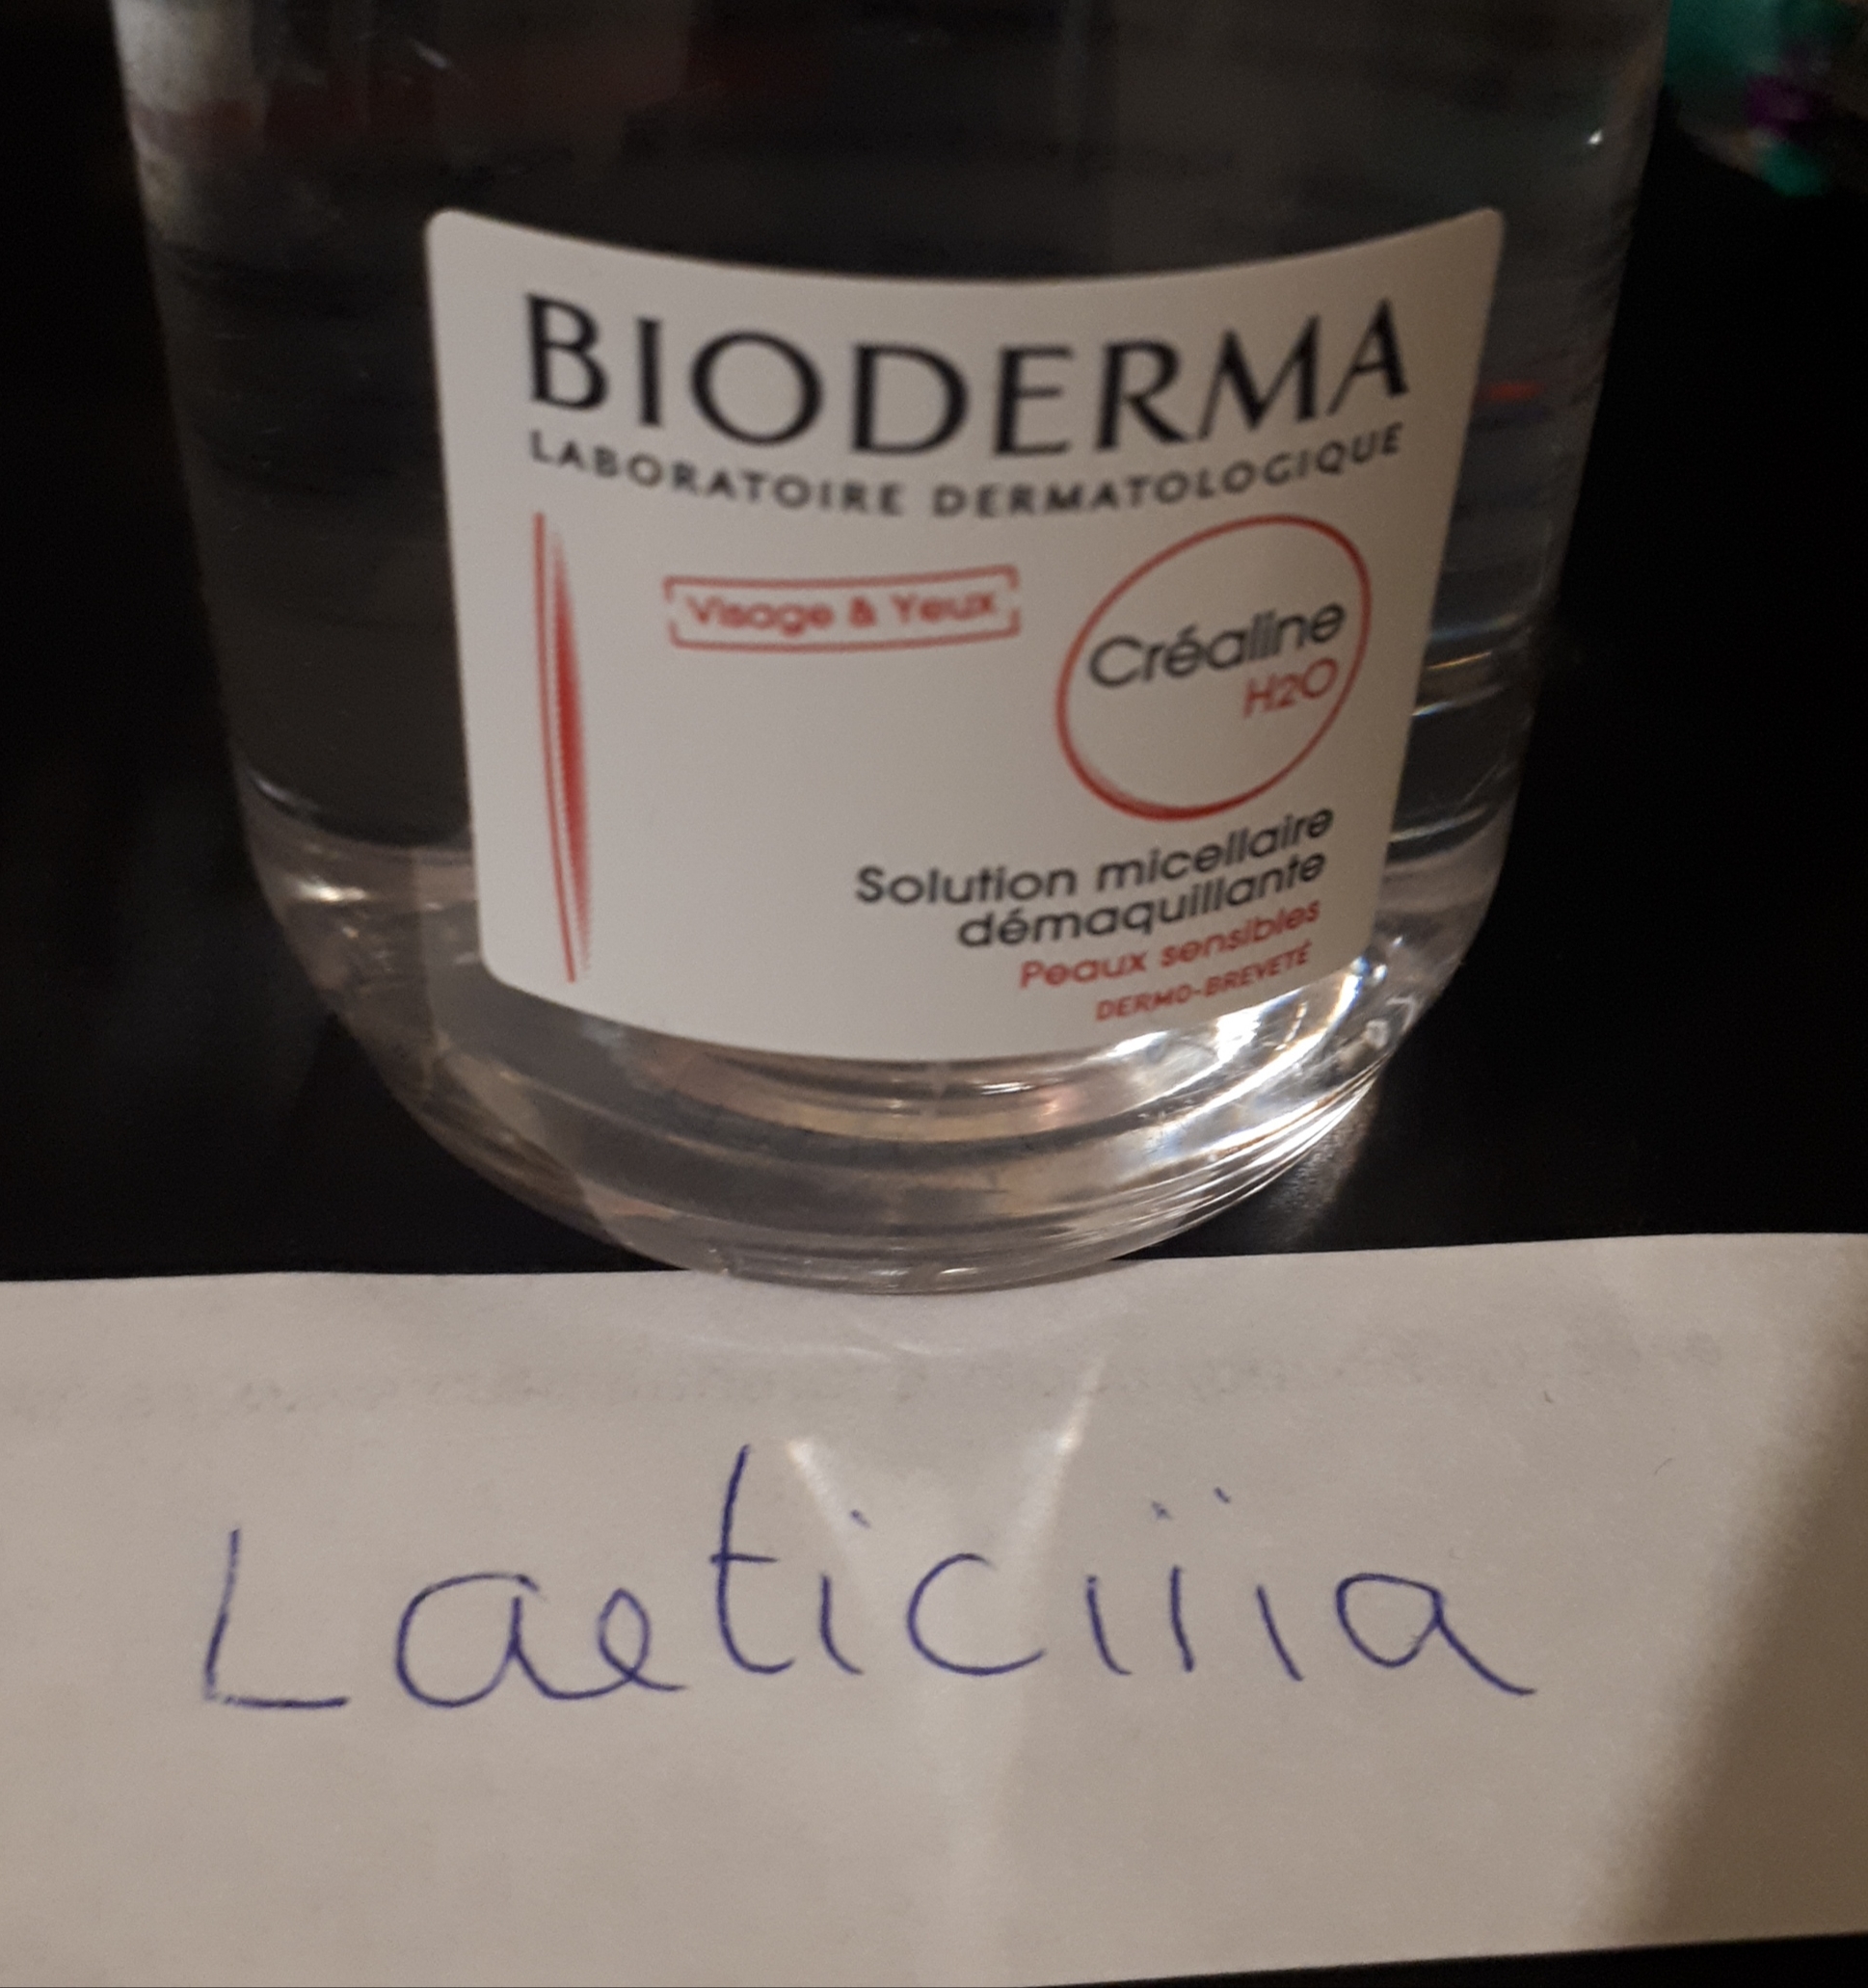 BIODERMA
LABORATOIRE DERMATOLOGIQUE
Visage & Yeux
Créaline
H2O
Solution micellaire
démaquillante
Peaux sensibles
DERMO-BREVETÉ
Laeticiiia